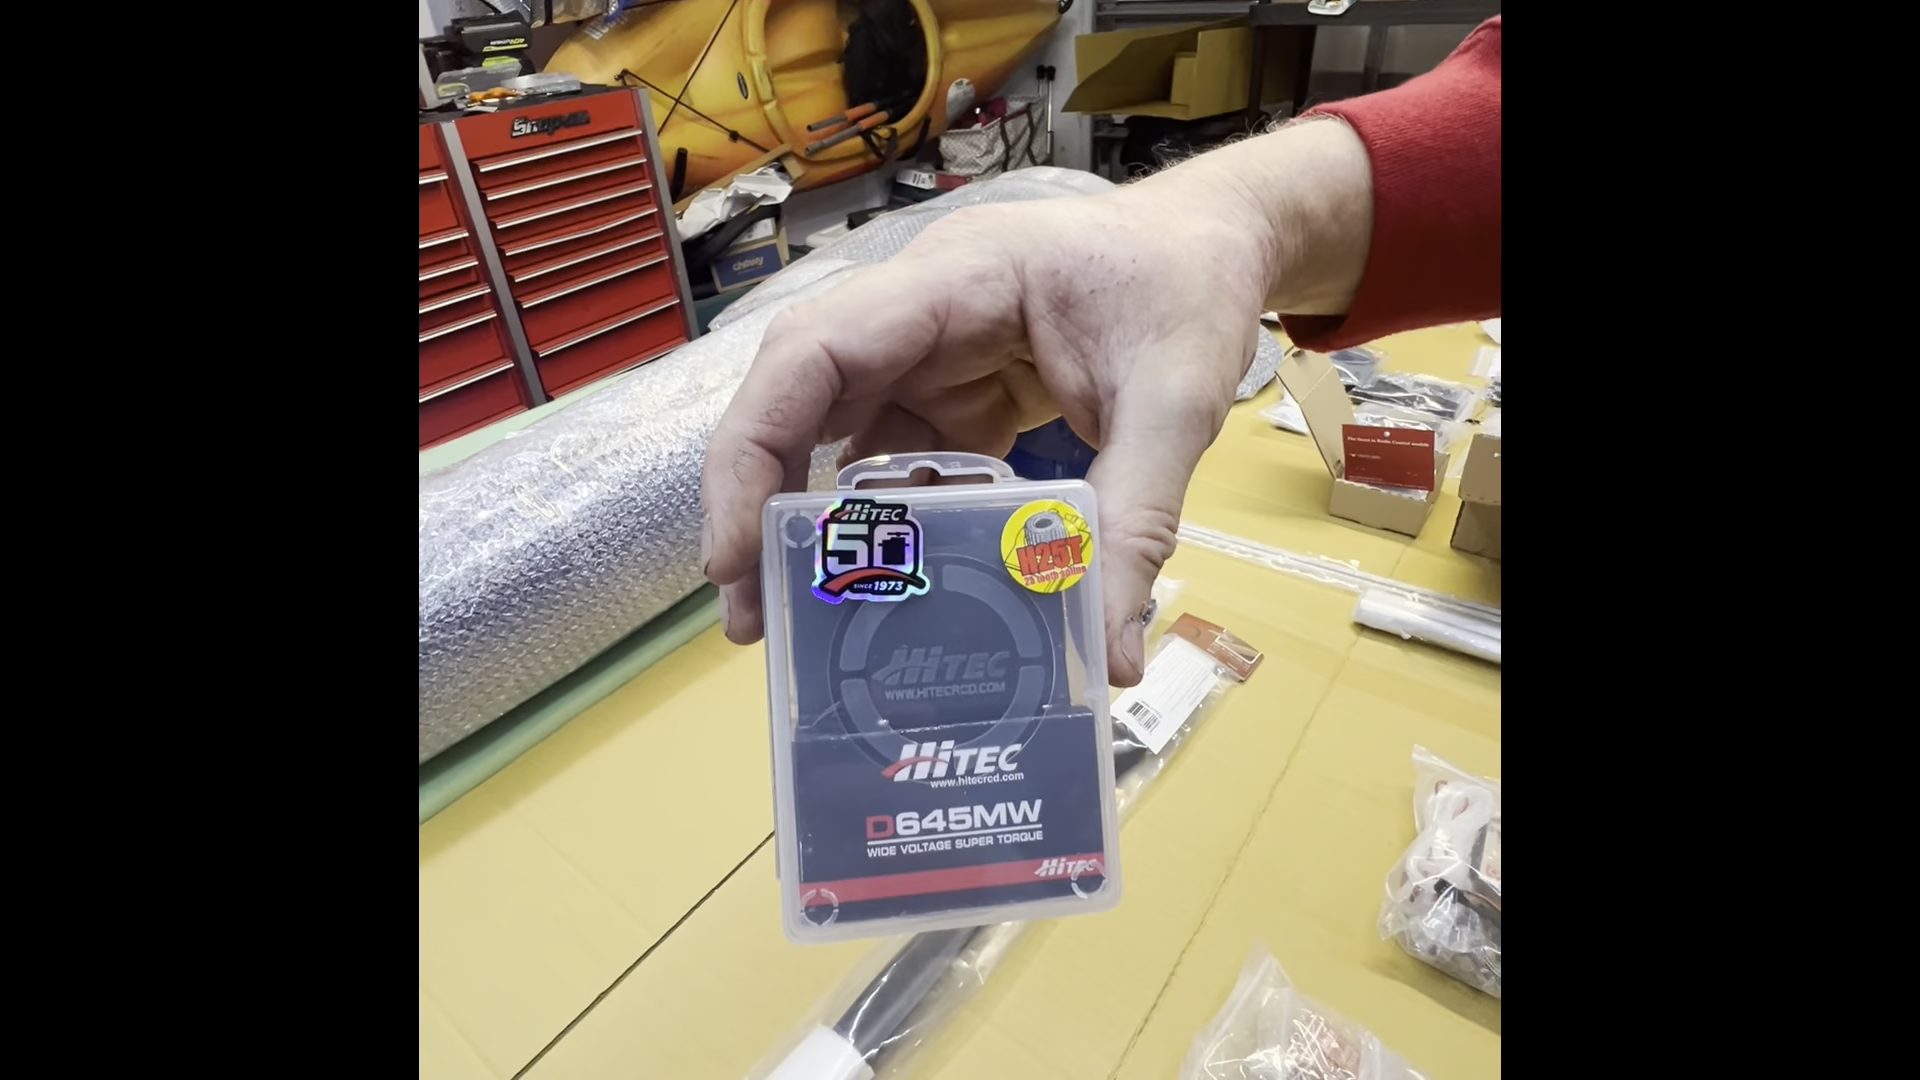 Snap-on
chewy
HiTEC
50
SINCE 1973
H25T
25 tooth spline
HiTEC
WWW.HITECRCD.COM
HiTEC
www.hitecrcd.com
D645MW
WIDE VOLTAGE SUPER TORQUE
HiTEC